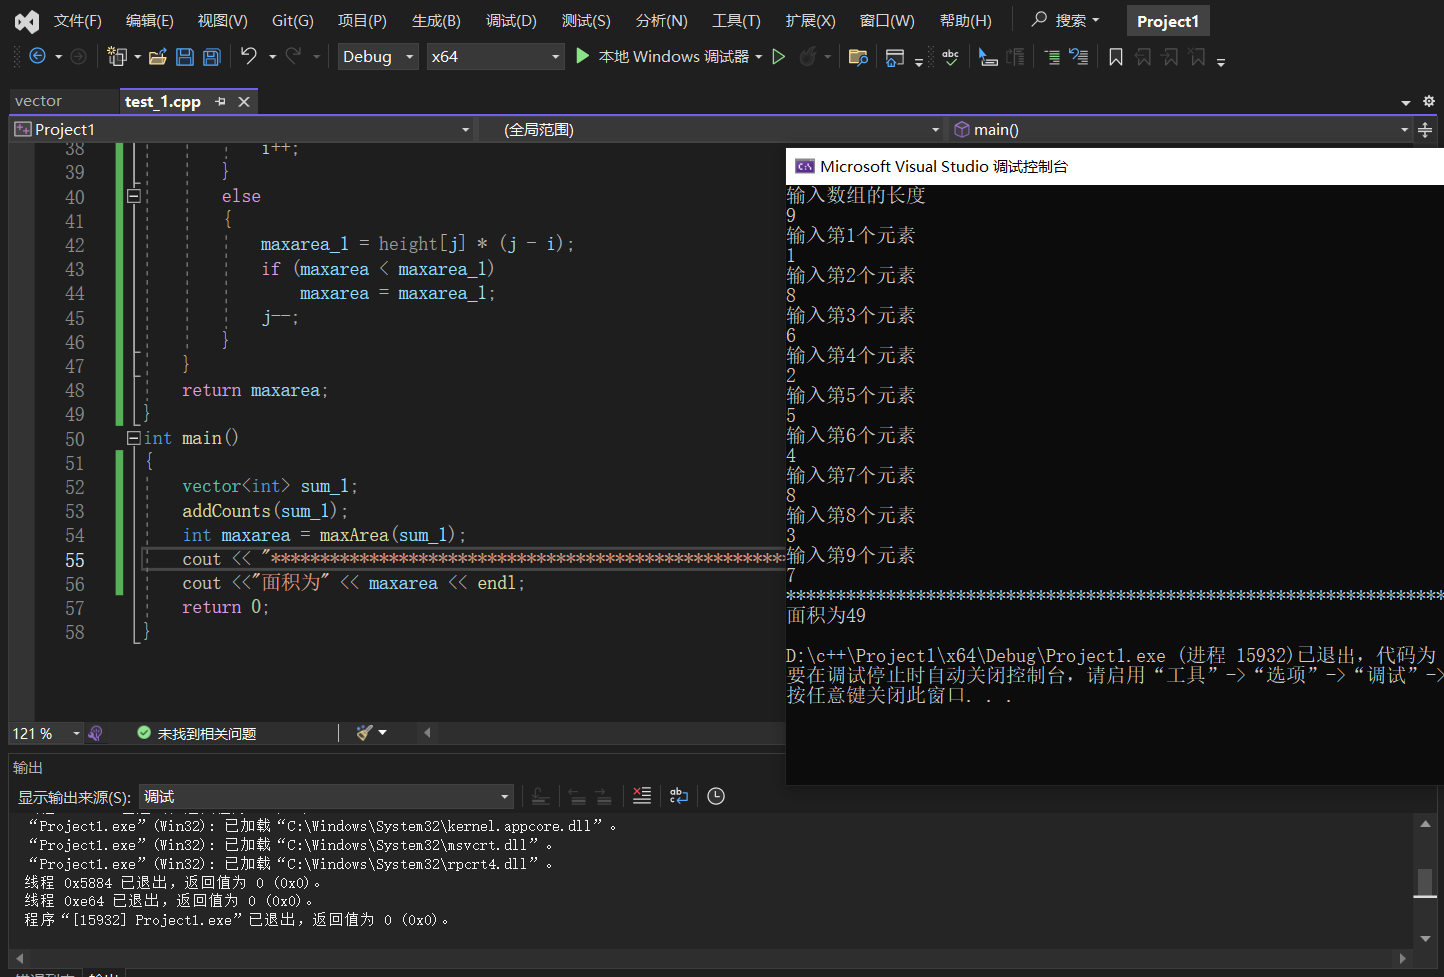 文件(F) 编辑(E) 视图(V) Git(G) 项目(P) 生成(B) 调试(D) 测试(S) 分析(N) 工具(T) 扩展(X) 窗口(W) 帮助(H) 搜索 Project1
Debug x64 本地 Windows 调试器
vector test_1.cpp
Project1 (全局范围) main()
38 i++;
39 }
40 else
41 {
42 maxarea_1 = height[j] * (j - i);
43 if (maxarea < maxarea_1)
44 maxarea = maxarea_1;
45 j--;
46 }
47 }
48 return maxarea;
49 }
50 int main()
51 {
52 vector<int> sum_1;
53 addCounts(sum_1);
54 int maxarea = maxArea(sum_1);
55 cout << "*****************************************************
56 cout <<"面积为" << maxarea << endl;
57 return 0;
58 }
Microsoft Visual Studio 调试控制台
输入数组的长度
9
输入第1个元素
1
输入第2个元素
8
输入第3个元素
6
输入第4个元素
2
输入第5个元素
5
输入第6个元素
4
输入第7个元素
8
输入第8个元素
3
输入第9个元素
7
******************************************************************
面积为49
D:\c++\Project1\x64\Debug\Project1.exe (进程 15932)已退出，代码为
要在调试停止时自动关闭控制台，请启用“工具”->“选项”->“调试”->
按任意键关闭此窗口. . .
121 % 未找到相关问题
输出
显示输出来源(S): 调试
“Project1.exe”(Win32): 已加载“C:\Windows\System32\kernel.appcore.dll”。
“Project1.exe”(Win32): 已加载“C:\Windows\System32\msvcrt.dll”。
“Project1.exe”(Win32): 已加载“C:\Windows\System32\rpcrt4.dll”。
线程 0x5884 已退出，返回值为 0 (0x0)。
线程 0xe64 已退出，返回值为 0 (0x0)。
程序“[15932] Project1.exe”已退出，返回值为 0 (0x0)。